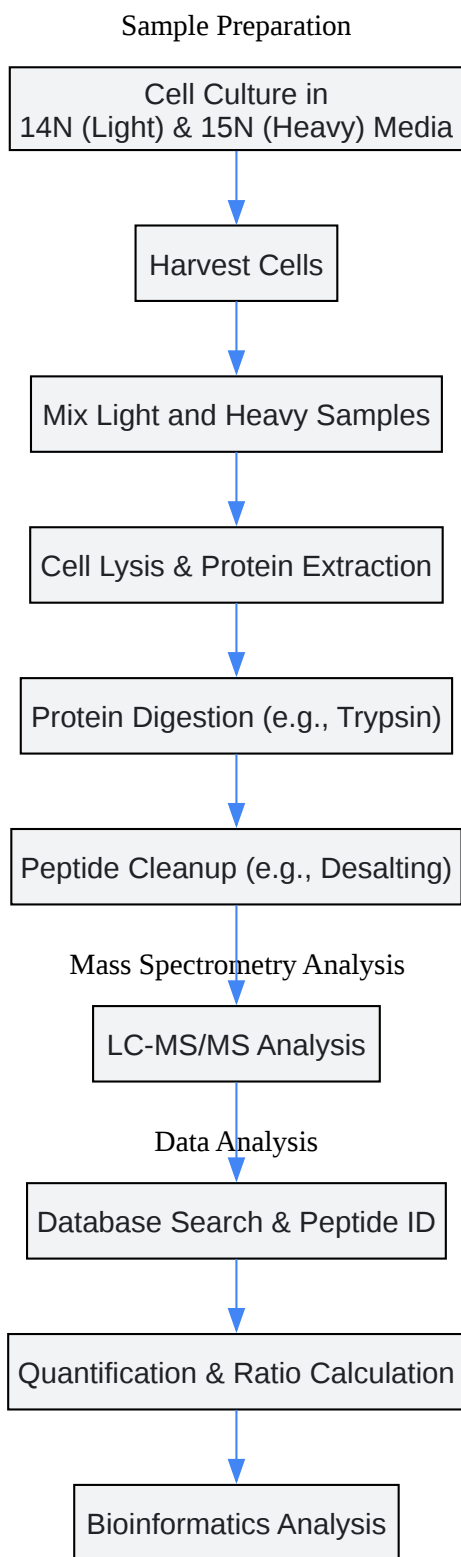 Sample Preparation
Cell Culture in
14N (Light) & 15N (Heavy) Media
Harvest Cells
Mix Light and Heavy Samples
Cell Lysis & Protein Extraction
Protein Digestion (e.g., Trypsin)
Peptide Cleanup (e.g., Desalting)
Mass Spectrometry Analysis
LC-MS/MS Analysis
Data Analysis
Database Search & Peptide ID
Quantification & Ratio Calculation
Bioinformatics Analysis